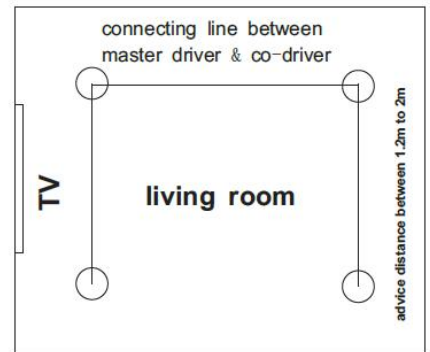 connecting line between
master driver & co-driver
TV
living room
advice distance between 1.2m to 2m